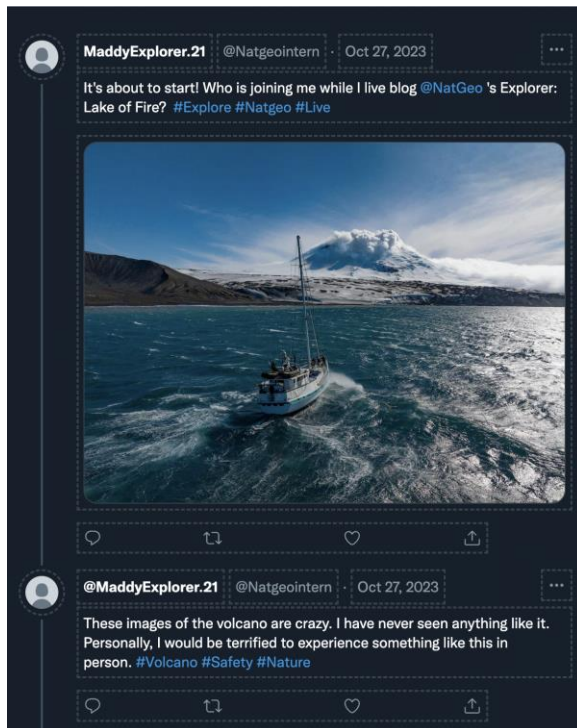 MaddyExplorer.21 @Natgeointern · Oct 27, 2023
It's about to start! Who is joining me while I live blog @NatGeo 's Explorer:
Lake of Fire? #Explore #Natgeo #Live
@MaddyExplorer.21 @Natgeointern · Oct 27, 2023
These images of the volcano are crazy. I have never seen anything like it.
Personally, I would be terrified to experience something like this in
person. #Volcano #Safety #Nature